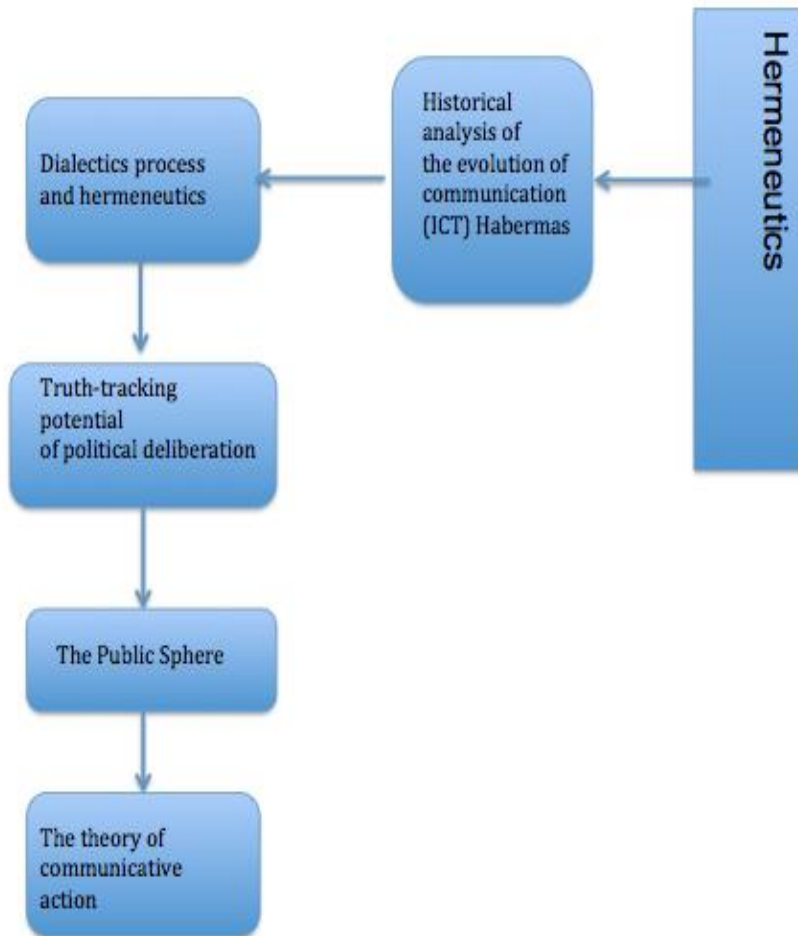 Hermeneutics
Historical
analysis of
the evolution of
communication
(ICT) Habermas
Dialectics process
and hermeneutics
Truth-tracking
potential
of political deliberation
The Public Sphere
The theory of
communicative
action